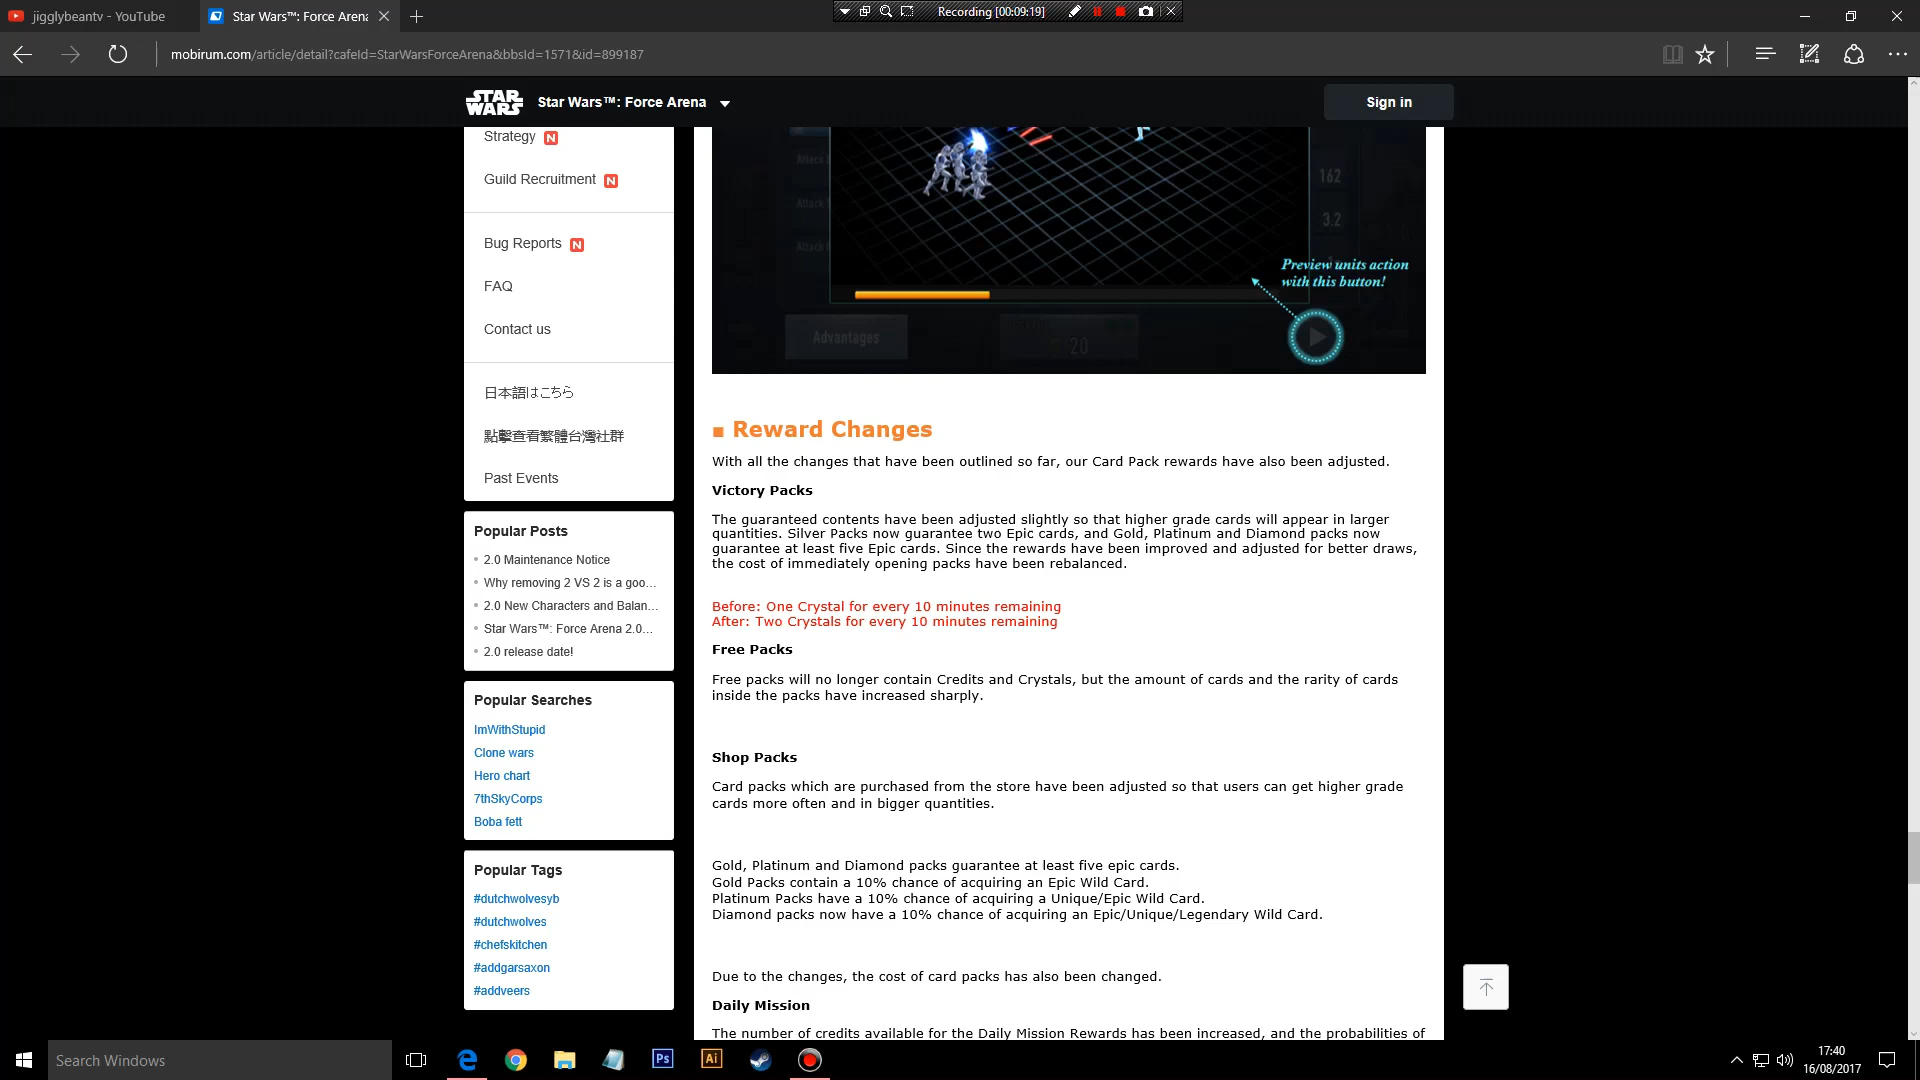 jigglybeantv - YouTube
Star Wars™: Force Arena
Recording [00:09:19]
mobirum.com/article/detail?cafeId=StarWarsForceArena&bbsId=1571&id=899187
STAR WARS
Star Wars™: Force Arena
Sign in
Strategy N
Guild Recruitment N
Bug Reports N
FAQ
Contact us
日本語はこちら
點擊查看繁體台灣社群
Past Events
Popular Posts
2.0 Maintenance Notice
Why removing 2 VS 2 is a goo...
2.0 New Characters and Balan...
Star Wars™: Force Arena 2.0...
2.0 release date!
Popular Searches
ImWithStupid
Clone wars
Hero chart
7thSkyCorps
Boba fett
Popular Tags
#dutchwolvesyb
#dutchwolves
#chefskitchen
#addgarsaxon
#addveers
162
3.2
Preview units action
with this button!
Advantages
20
■ Reward Changes
With all the changes that have been outlined so far, our Card Pack rewards have also been adjusted.
Victory Packs
The guaranteed contents have been adjusted slightly so that higher grade cards will appear in larger
quantities. Silver Packs now guarantee two Epic cards, and Gold, Platinum and Diamond packs now
guarantee at least five Epic cards. Since the rewards have been improved and adjusted for better draws,
the cost of immediately opening packs have been rebalanced.
Before: One Crystal for every 10 minutes remaining
After: Two Crystals for every 10 minutes remaining
Free Packs
Free packs will no longer contain Credits and Crystals, but the amount of cards and the rarity of cards
inside the packs have increased sharply.
Shop Packs
Card packs which are purchased from the store have been adjusted so that users can get higher grade
cards more often and in bigger quantities.
Gold, Platinum and Diamond packs guarantee at least five epic cards.
Gold Packs contain a 10% chance of acquiring an Epic Wild Card.
Platinum Packs have a 10% chance of acquiring a Unique/Epic Wild Card.
Diamond packs now have a 10% chance of acquiring an Epic/Unique/Legendary Wild Card.
Due to the changes, the cost of card packs has also been changed.
Daily Mission
The number of credits available for the Daily Mission Rewards has been increased, and the probabilities of
Search Windows
Ps
Ai
17:40
16/08/2017